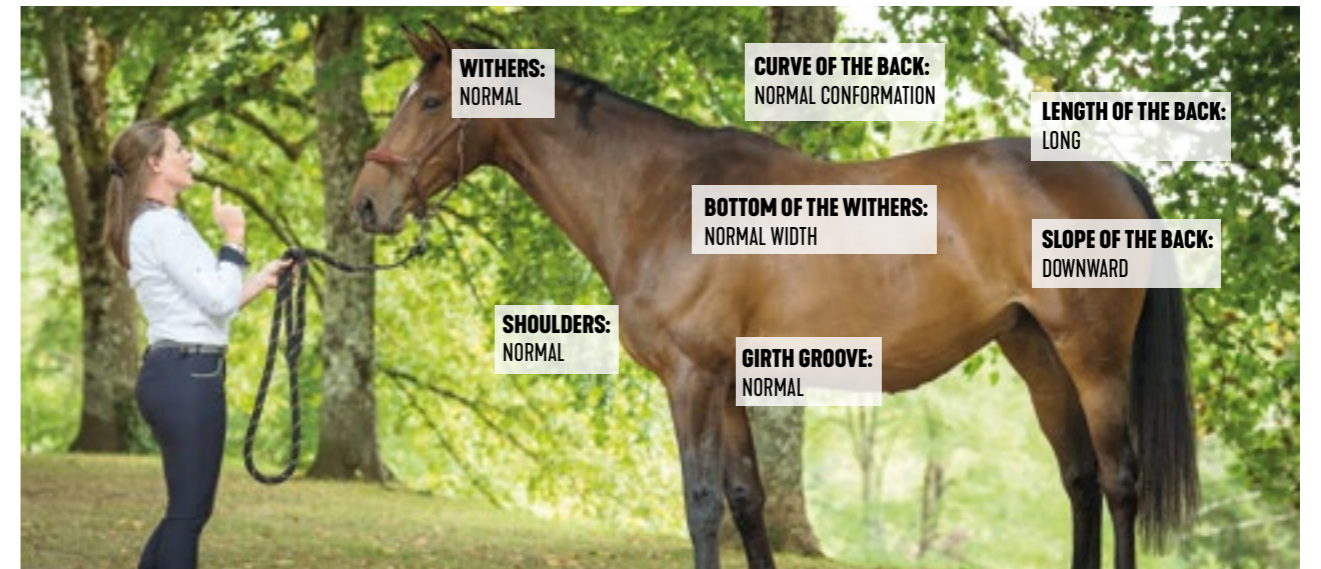 WITHERS:
NORMAL
CURVE OF THE BACK:
NORMAL CONFORMATION
LENGTH OF THE BACK:
LONG
BOTTOM OF THE WITHERS:
NORMAL WIDTH
SLOPE OF THE BACK:
DOWNWARD
SHOULDERS:
NORMAL
GIRTH GROOVE:
NORMAL